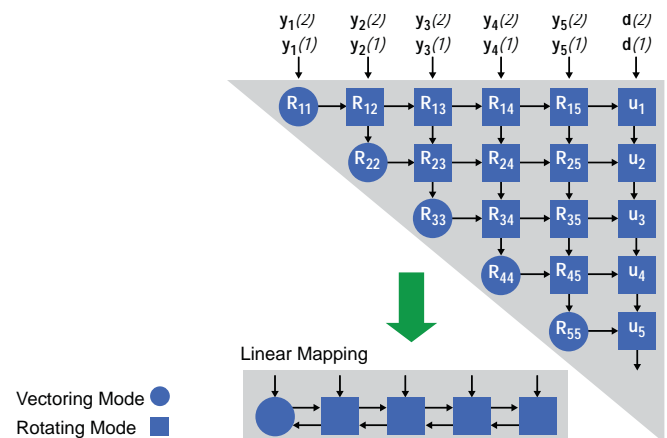 y1(2) y2(2) y3(2) y4(2) y5(2) d(2)
y1(1) y2(1) y3(1) y4(1) y5(1) d(1)
R11 R12 R13 R14 R15 u1
R22 R23 R24 R25 u2
R33 R34 R35 u3
R44 R45 u4
R55 u5
Linear Mapping
Vectoring Mode
Rotating Mode